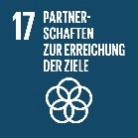 17 PARTNER-
SCHAFTEN
ZUR ERREICHUNG
DER ZIELE